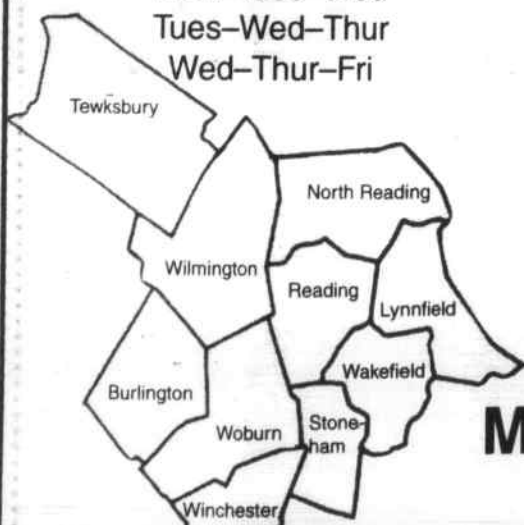 Tues–Wed–Thur
Wed–Thur–Fri
Tewksbury
North Reading
Wilmington
Reading
Lynnfield
Burlington
Wakefield
Woburn
Stone-
ham
Winchester
M